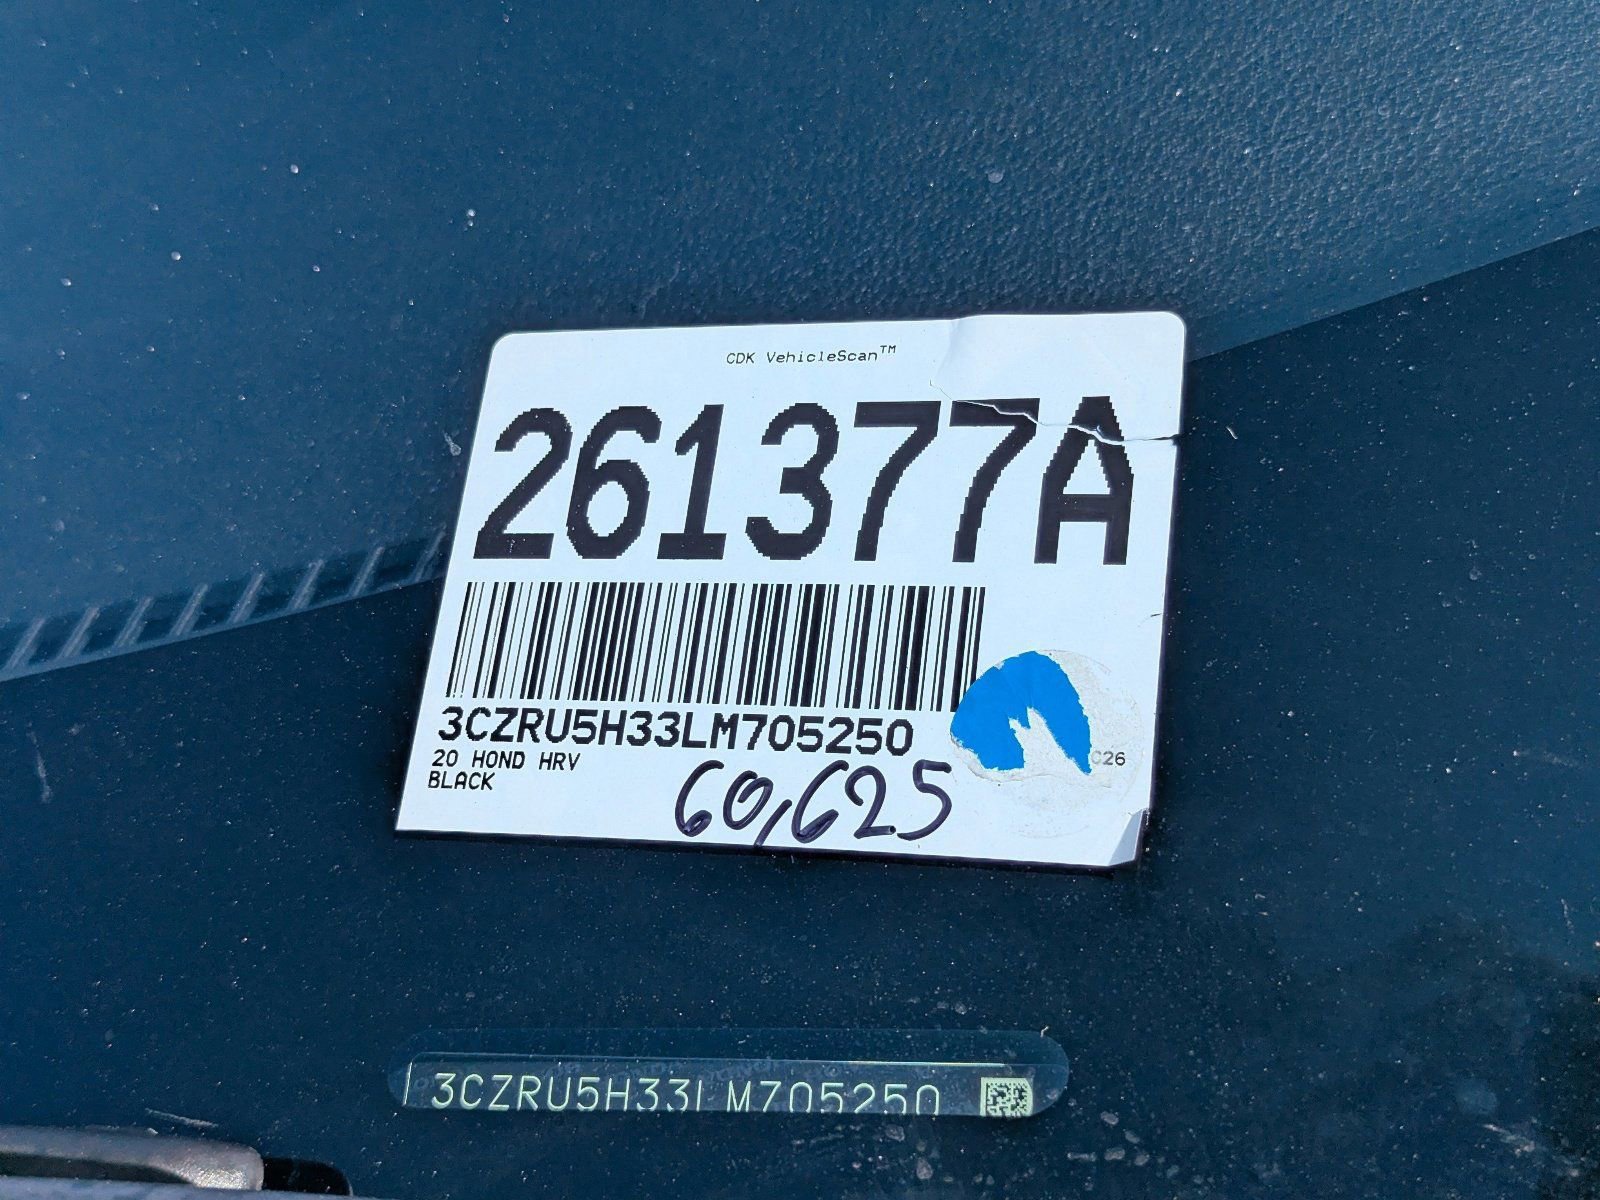 CDK VehicleScan™
261377A
3CZRU5H33LM705250
20 HOND HRV
C26
BLACK
60,625
3CZRU5H33LM705250